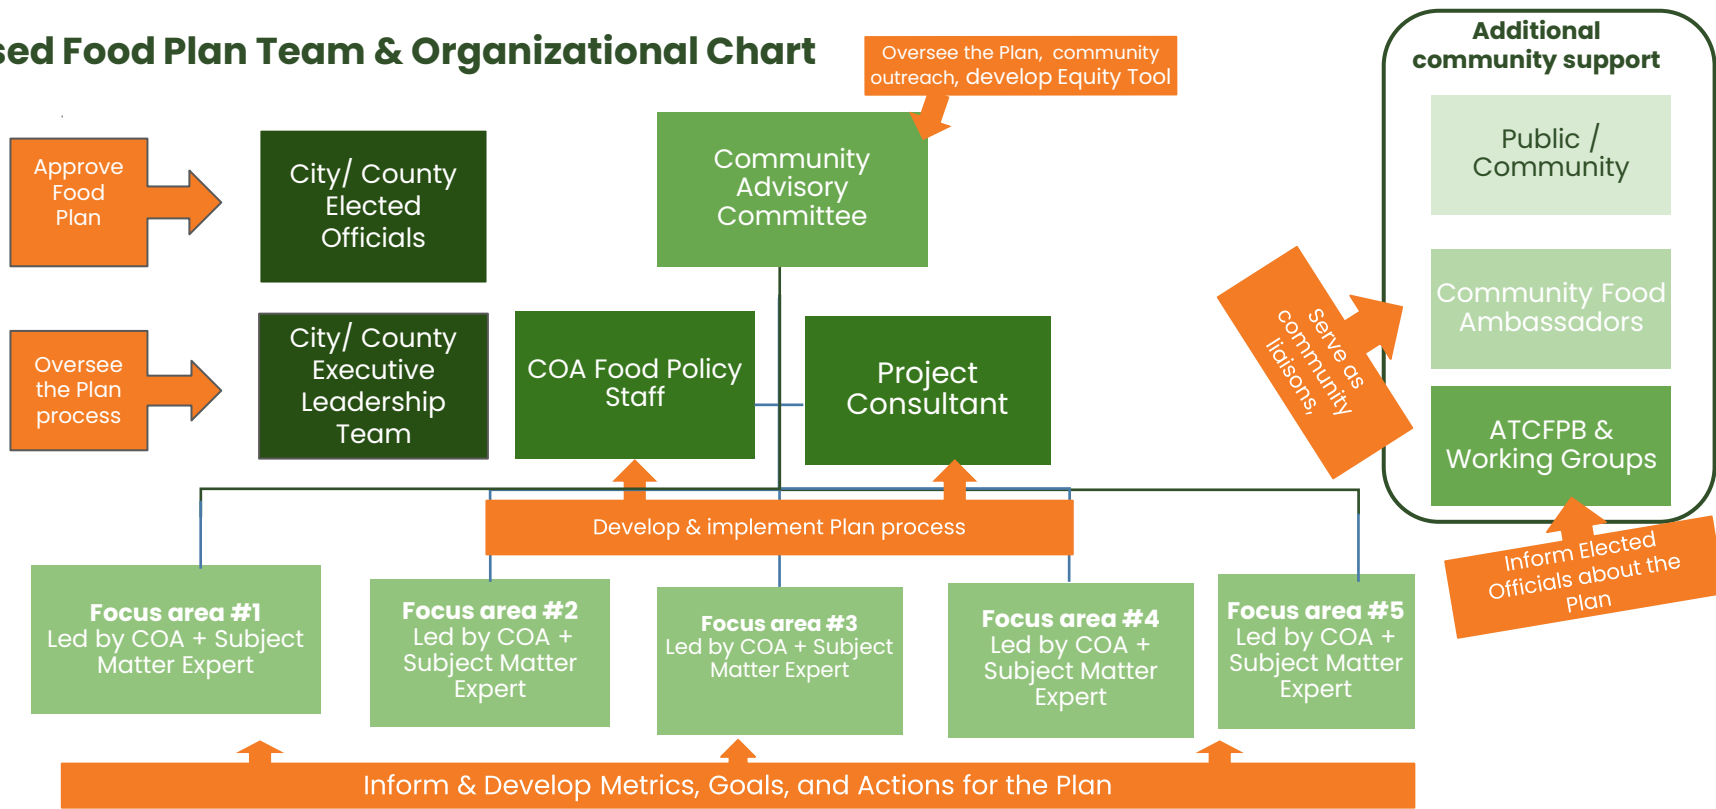 sed Food Plan Team & Organizational Chart
Oversee the Plan, community
outreach, develop Equity Tool
Additional
community support
Approve
Food
Plan
City/ County
Elected
Officials
Community
Advisory
Committee
Public /
Community
Oversee
the Plan
process
City/ County
Executive
Leadership
Team
COA Food Policy
Staff
Project
Consultant
Serve as
community
liaisons,
Community Food
Ambassadors
ATCFPB &
Working Groups
Develop & implement Plan process
Inform Elected
Officials about the
Plan
Focus area #1
Led by COA + Subject
Matter Expert
Focus area #2
Led by COA +
Subject Matter
Expert
Focus area #3
Led by COA + Subject
Matter Expert
Focus area #4
Led by COA +
Subject Matter
Expert
Focus area #5
Led by COA +
Subject Matter
Expert
Inform & Develop Metrics, Goals, and Actions for the Plan